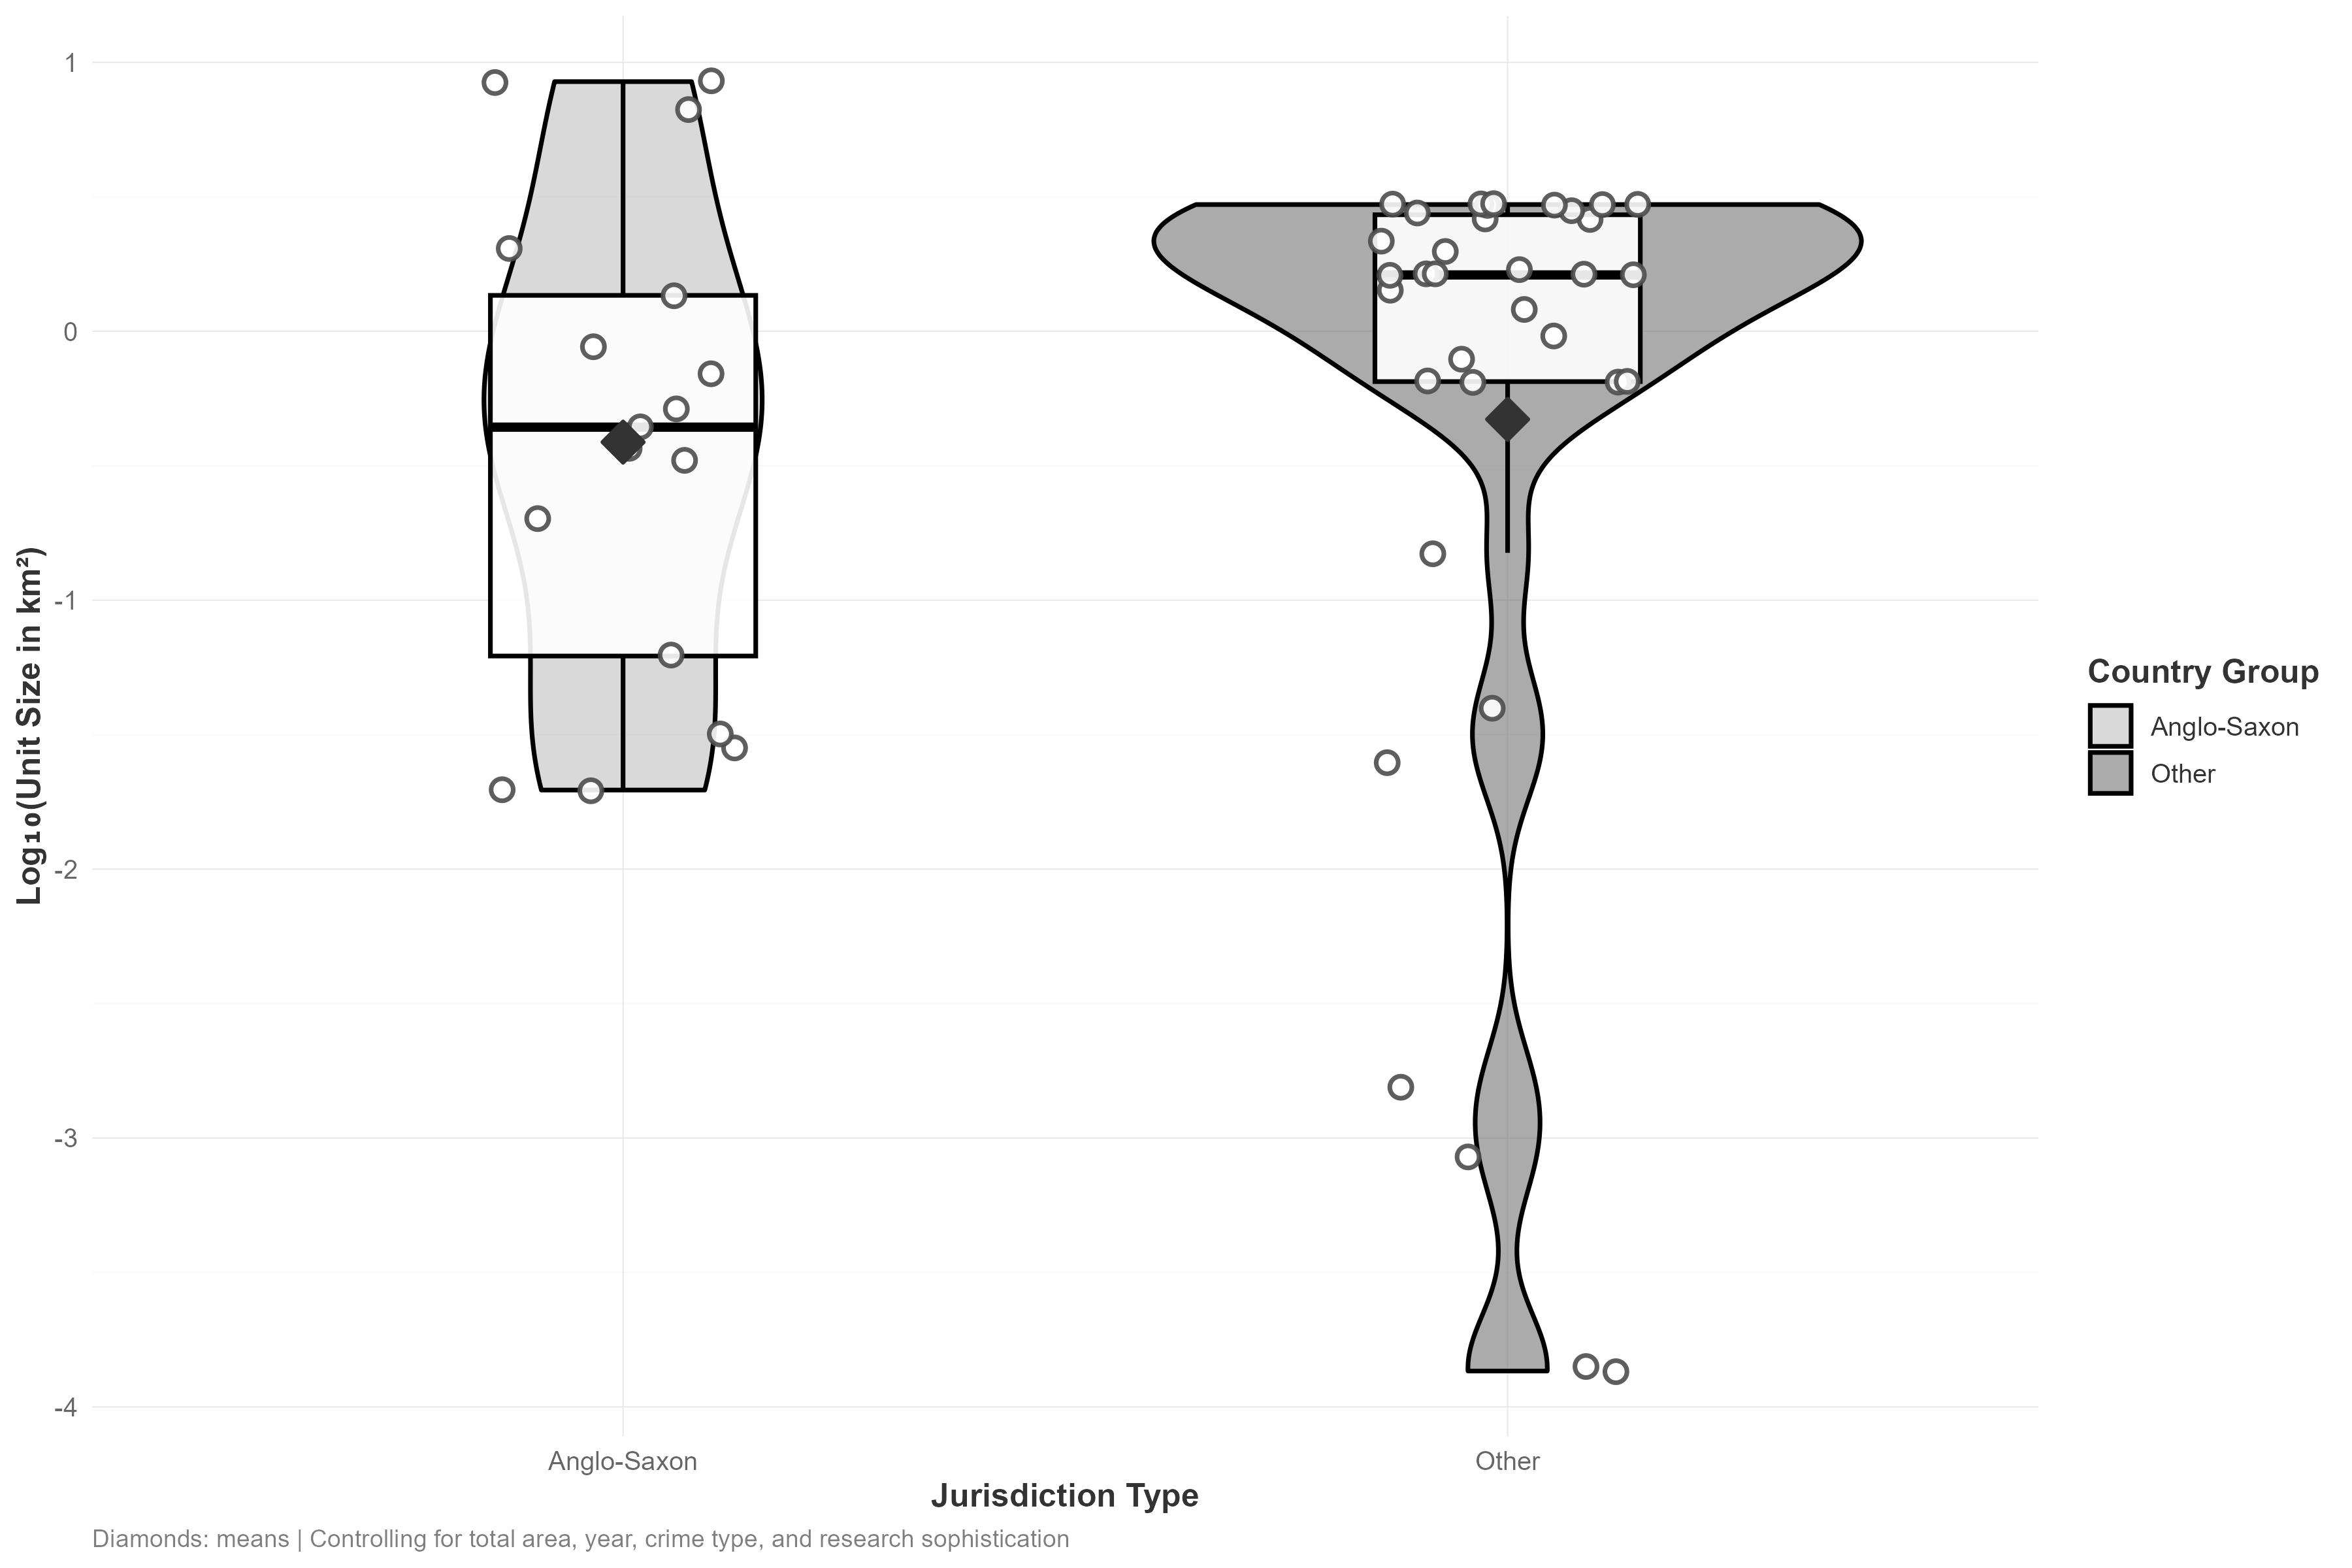 1
0
-1
-2
-3
-4
Log₁₀(Unit Size in km²)
Anglo-Saxon
Other
Jurisdiction Type
Country Group
Anglo-Saxon
Other
Diamonds: means | Controlling for total area, year, crime type, and research sophistication